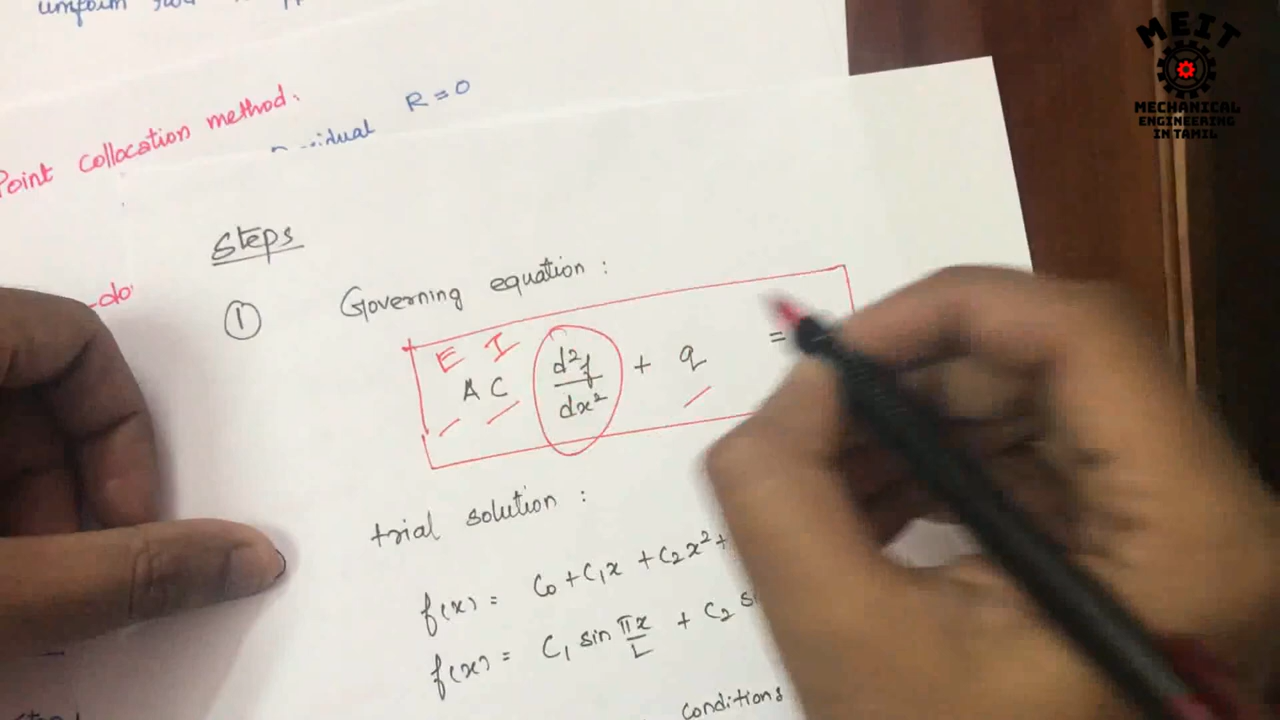 uniform
Point collocation method:
R = 0
Steps
① Governing equation :
E I
A C d²f/dx² + q =
trial solution :
f(x) = C0 + C1x + C2x² +
f(x) = C1 sin πx/L + C2
conditions
MEIT
MECHANICAL
ENGINEERING
IN TAMIL